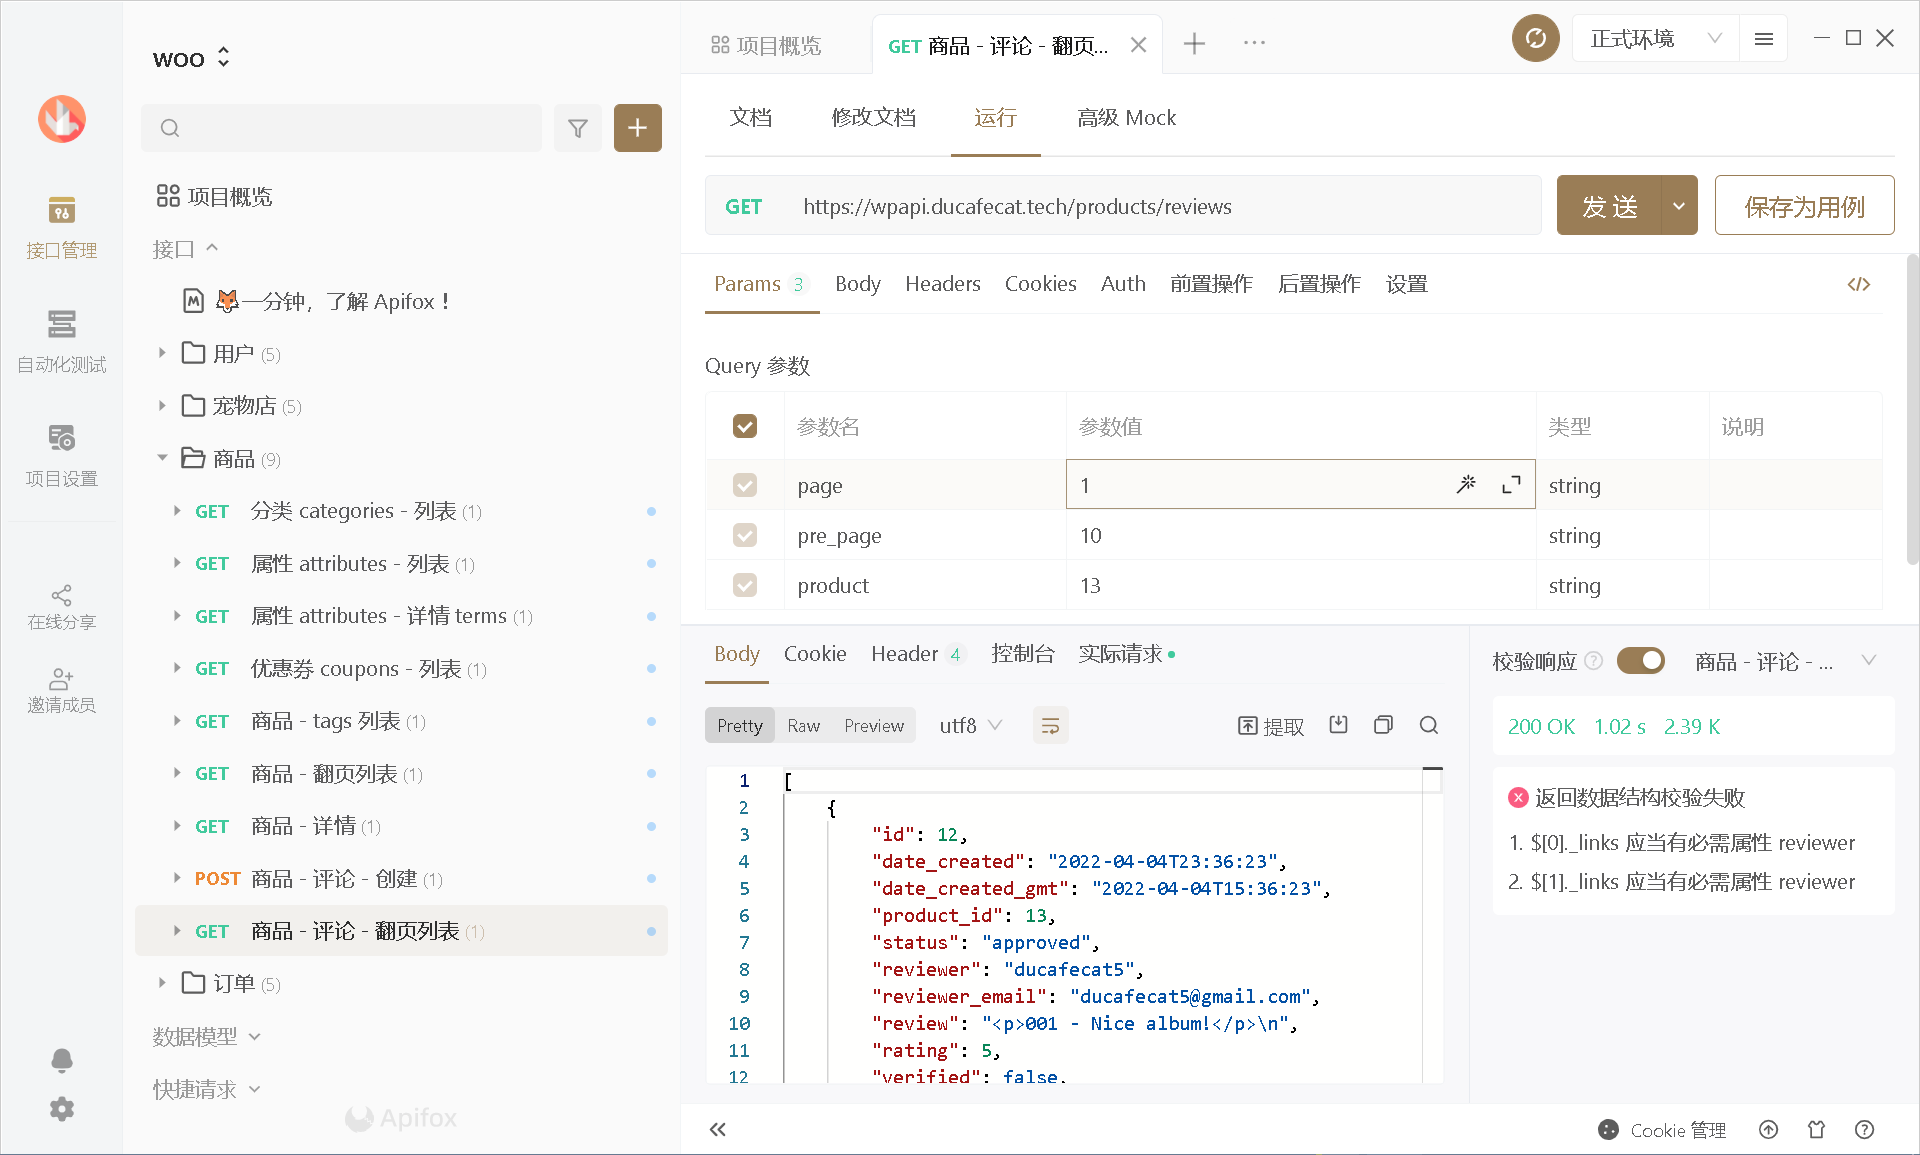 WOO
项目概览
接口
一分钟，了解 Apifox！
用户 (5)
宠物店 (5)
商品 (9)
GET 分类 categories - 列表 (1)
GET 属性 attributes - 列表 (1)
GET 属性 attributes - 详情 terms (1)
GET 优惠券 coupons - 列表 (1)
GET 商品 - tags 列表 (1)
GET 商品 - 翻页列表 (1)
GET 商品 - 详情 (1)
POST 商品 - 评论 - 创建 (1)
GET 商品 - 评论 - 翻页列表 (1)
订单 (5)
数据模型
快捷请求
Apifox
接口管理
自动化测试
项目设置
在线分享
邀请成员
项目概览
GET 商品 - 评论 - 翻页...
正式环境
文档 修改文档 运行 高级 Mock
GET https://wpapi.ducafecat.tech/products/reviews
发 送
保存为用例
Params 3 Body Headers Cookies Auth 前置操作 后置操作 设置
Query 参数
参数名 参数值 类型 说明
page 1 string
pre_page 10 string
product 13 string
Body Cookie Header 4 控制台 实际请求
Pretty Raw Preview utf8
提取
1 [
2 {
3 "id": 12,
4 "date_created": "2022-04-04T23:36:23",
5 "date_created_gmt": "2022-04-04T15:36:23",
6 "product_id": 13,
7 "status": "approved",
8 "reviewer": "ducafecat5",
9 "reviewer_email": "ducafecat5@gmail.com",
10 "review": "<p>001 - Nice album!</p>\n",
11 "rating": 5,
12 "verified": false,
校验响应 商品 - 评论 - ...
200 OK 1.02 s 2.39 K
返回数据结构校验失败
1. $[0]._links 应当有必需属性 reviewer
2. $[1]._links 应当有必需属性 reviewer
Cookie 管理